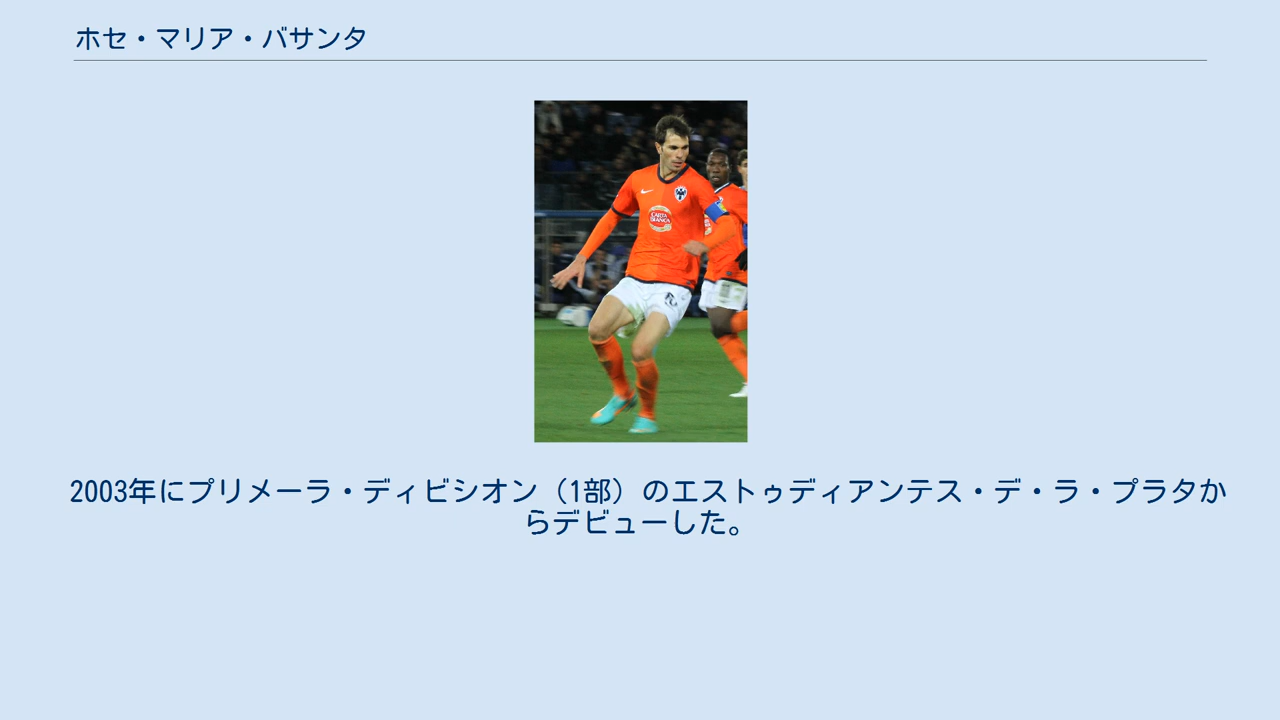 ホセ・マリア・バサンタ
CARTA
BLANCA
2003年にプリメーラ・ディビシオン（1部）のエストゥディアンテス・デ・ラ・プラタか
らデビューした。